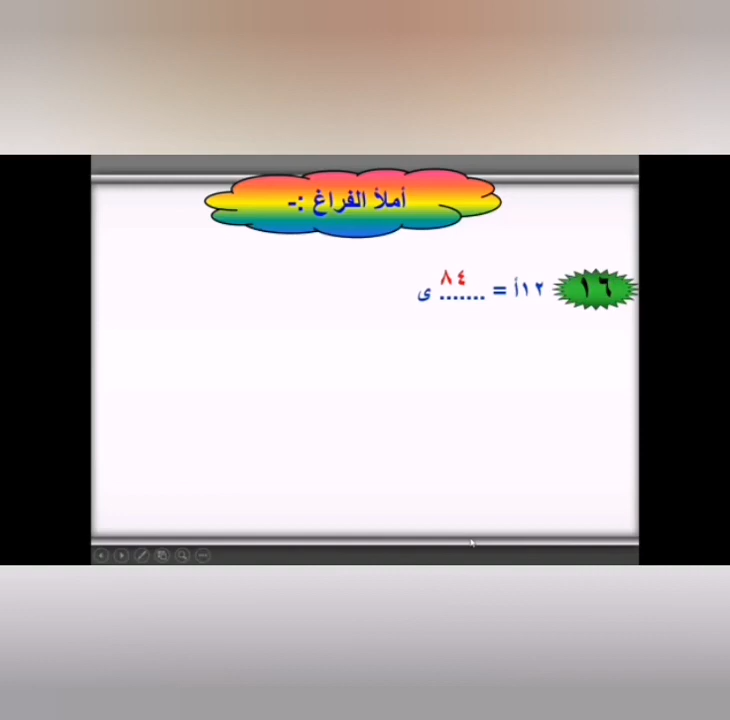 أملأ الفراغ :-
١٦ ١٢أ = ....... ى
٨٤